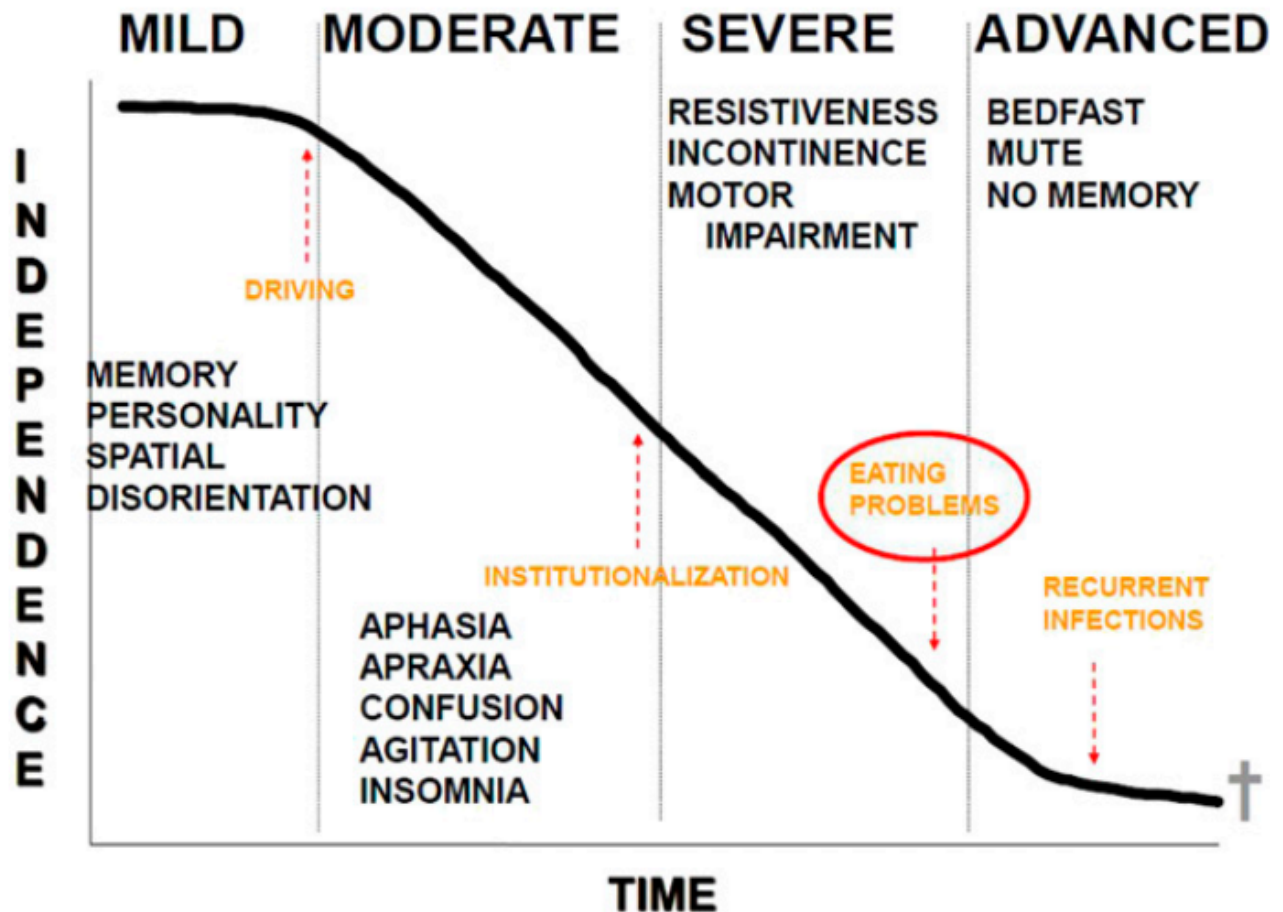 MILD
MODERATE
SEVERE
ADVANCED
INDEPENDENCE
RESISTIVENESS
INCONTINENCE
MOTOR
IMPAIRMENT
BEDFAST
MUTE
NO MEMORY
DRIVING
MEMORY
PERSONALITY
SPATIAL
DISORIENTATION
EATING
PROBLEMS
INSTITUTIONALIZATION
RECURRENT
INFECTIONS
APHASIA
APRAXIA
CONFUSION
AGITATION
INSOMNIA
TIME